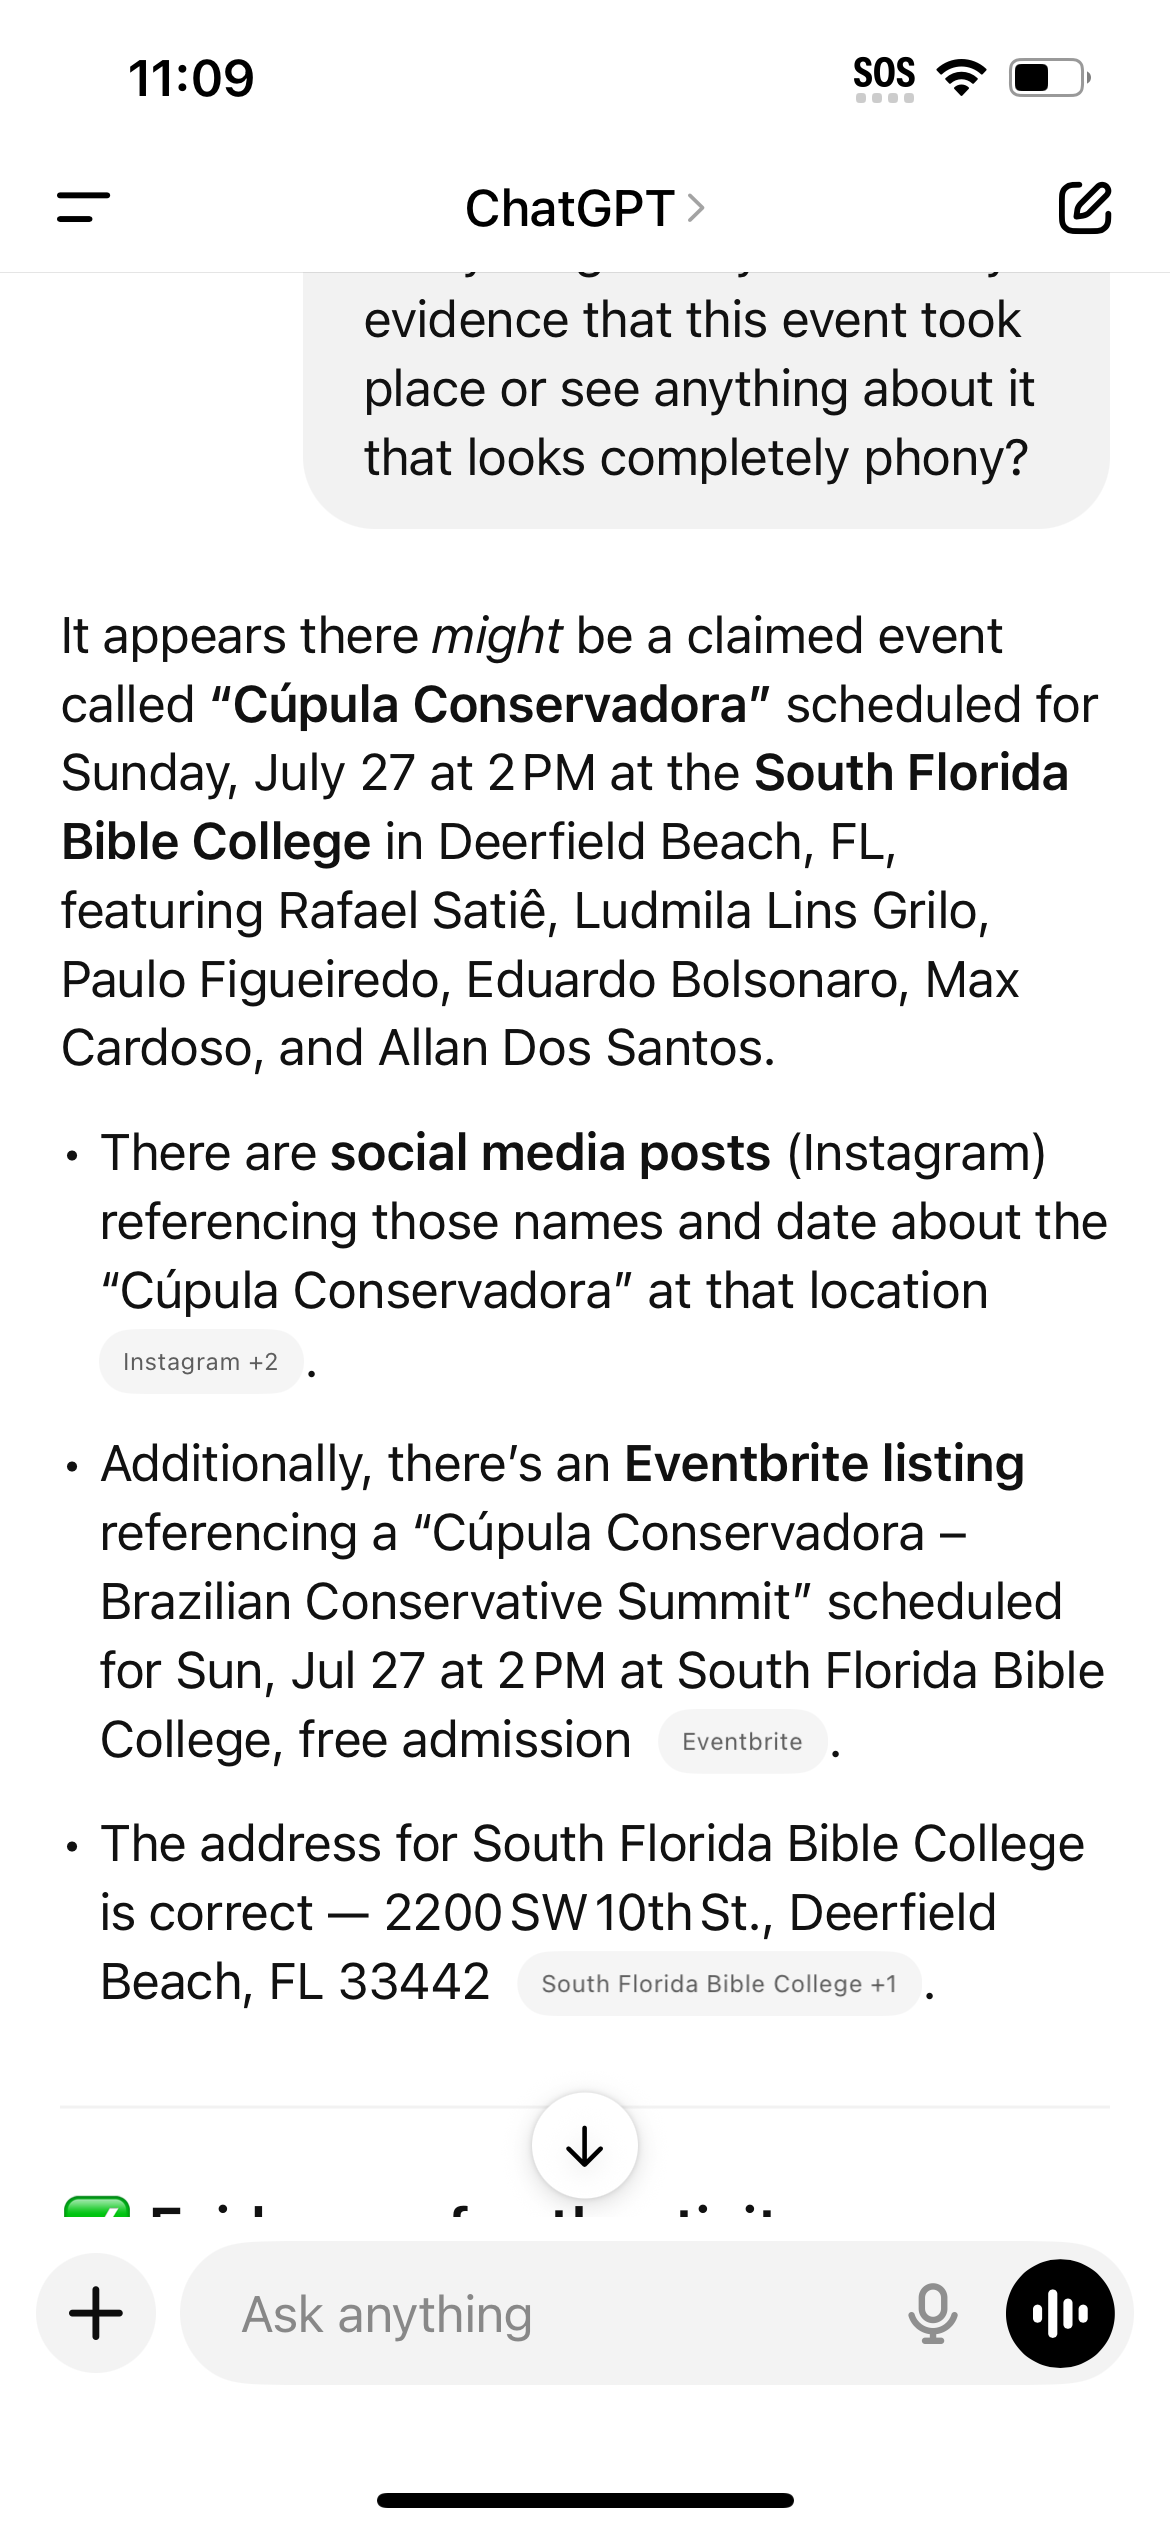 11:09
SOS
ChatGPT
evidence that this event took
place or see anything about it
that looks completely phony?
It appears there might be a claimed event
called “Cúpula Conservadora” scheduled for
Sunday, July 27 at 2 PM at the South Florida
Bible College in Deerfield Beach, FL,
featuring Rafael Satiê, Ludmila Lins Grilo,
Paulo Figueiredo, Eduardo Bolsonaro, Max
Cardoso, and Allan Dos Santos.
• There are social media posts (Instagram)
referencing those names and date about the
“Cúpula Conservadora” at that location
Instagram +2 .
• Additionally, there’s an Eventbrite listing
referencing a “Cúpula Conservadora –
Brazilian Conservative Summit” scheduled
for Sun, Jul 27 at 2 PM at South Florida Bible
College, free admission Eventbrite .
• The address for South Florida Bible College
is correct — 2200 SW 10th St., Deerfield
Beach, FL 33442 South Florida Bible College +1 .
Ask anything